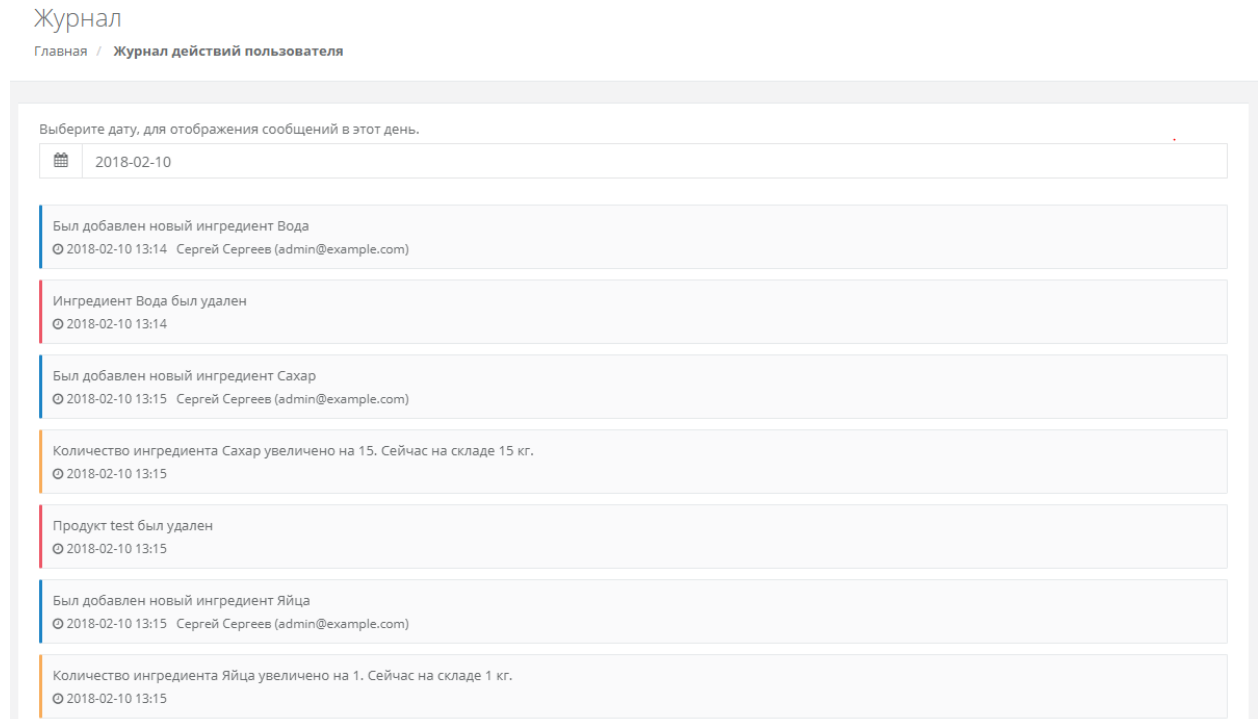 Журнал
Главная / Журнал действий пользователя
Выберите дату, для отображения сообщений в этот день.
2018-02-10
Был добавлен новый ингредиент Вода
2018-02-10 13:14 Сергей Сергеев (admin@example.com)
Ингредиент Вода был удален
2018-02-10 13:14
Был добавлен новый ингредиент Сахар
2018-02-10 13:15 Сергей Сергеев (admin@example.com)
Количество ингредиента Сахар увеличено на 15. Сейчас на складе 15 кг.
2018-02-10 13:15
Продукт test был удален
2018-02-10 13:15
Был добавлен новый ингредиент Яйца
2018-02-10 13:15 Сергей Сергеев (admin@example.com)
Количество ингредиента Яйца увеличено на 1. Сейчас на складе 1 кг.
2018-02-10 13:15